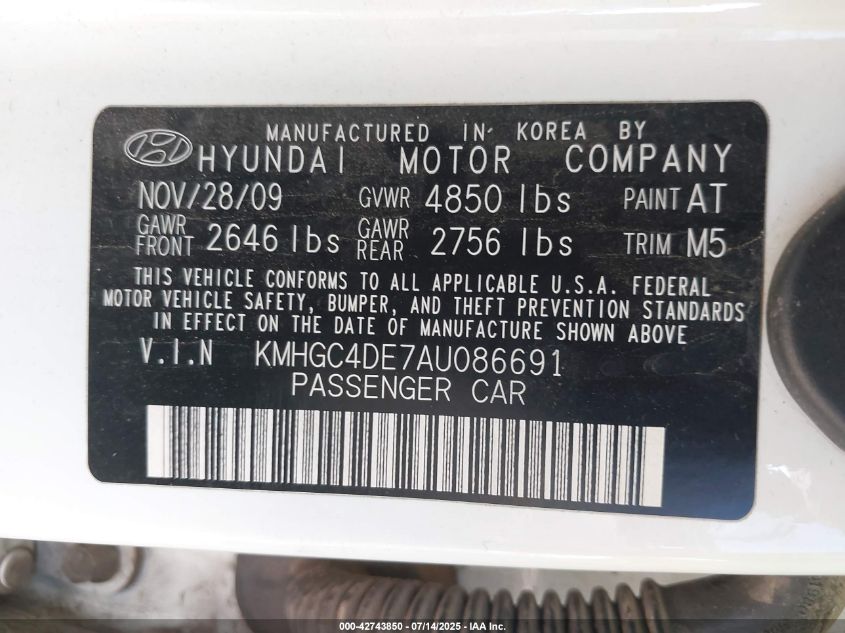 MANUFACTURED IN KOREA BY
HYUNDAI MOTOR COMPANY
NOV/28/09 GVWR 4850 lbs PAINT AT
GAWR FRONT 2646 lbs GAWR REAR 2756 lbs TRIM M5
THIS VEHICLE CONFORMS TO ALL APPLICABLE U.S.A. FEDERAL
MOTOR VEHICLE SAFETY, BUMPER, AND THEFT PREVENTION STANDARDS
IN EFFECT ON THE DATE OF MANUFACTURE SHOWN ABOVE
V.I.N KMHGC4DE7AU086691
PASSENGER CAR
000-42743850 - 07/14/2025 - IAA Inc.